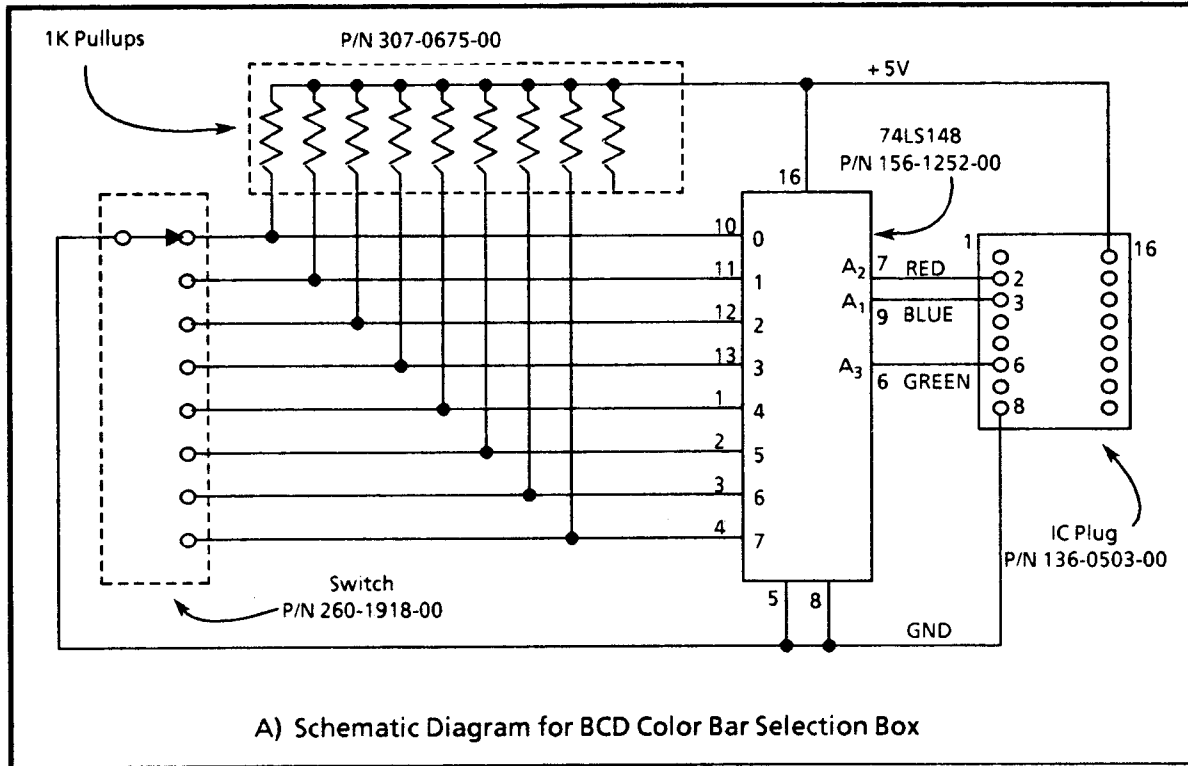 1K Pullups
P/N 307-0675-00
+5V
74LS148
P/N 156-1252-00
16
10 0
11 1
12 2
13 3
1 4
2 5
3 6
4 7
A2 7 RED
A1 9 BLUE
A3 6 GREEN
5 8
GND
1 16
2
3
6
8
IC Plug
P/N 136-0503-00
Switch
P/N 260-1918-00
A) Schematic Diagram for BCD Color Bar Selection Box